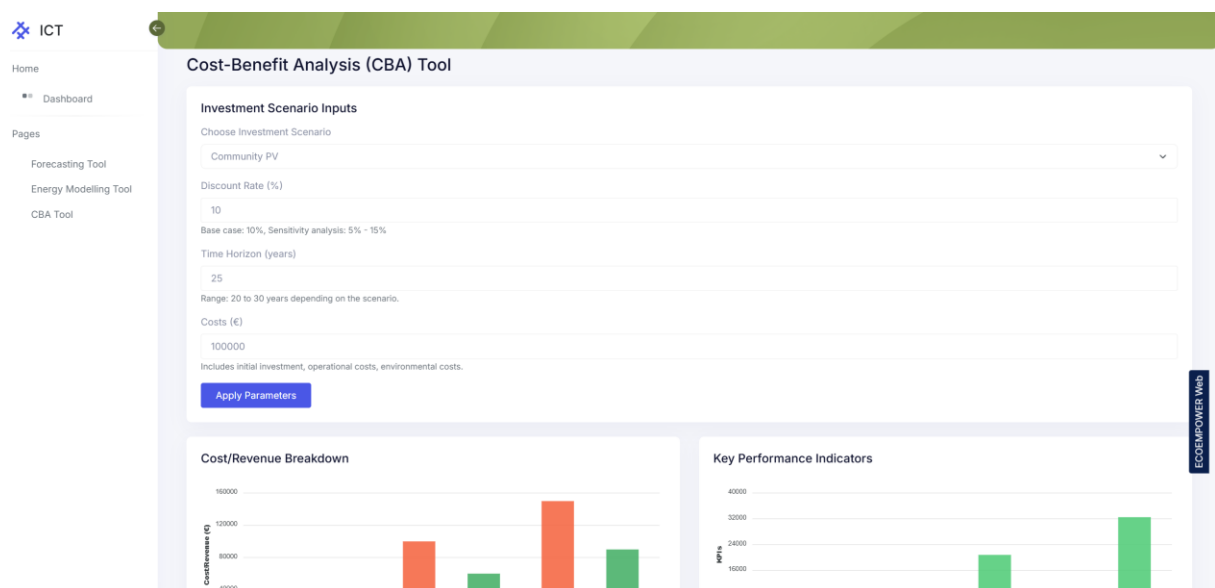 ICT
Home
Dashboard
Pages
Forecasting Tool
Energy Modelling Tool
CBA Tool
Cost-Benefit Analysis (CBA) Tool
Investment Scenario Inputs
Choose Investment Scenario
Community PV
Discount Rate (%)
10
Base case: 10%, Sensitivity analysis: 5% - 15%
Time Horizon (years)
25
Range: 20 to 30 years depending on the scenario.
Costs (€)
100000
Includes initial investment, operational costs, environmental costs.
Apply Parameters
ECOEMPOWER Web
Cost/Revenue Breakdown
160000
120000
80000
40000
Cost/Revenue (€)
Key Performance Indicators
40000
32000
24000
16000
KPIs